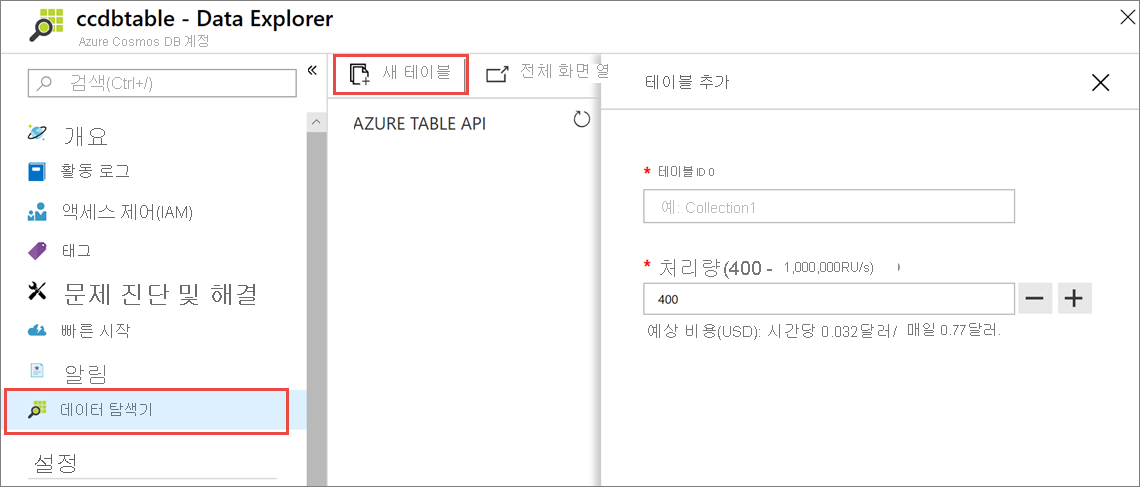 ccdbtable - Data Explorer
Azure Cosmos DB 계정
검색(Ctrl+/)
개요
활동 로그
액세스 제어(IAM)
태그
문제 진단 및 해결
빠른 시작
알림
데이터 탐색기
설정
새 테이블
전체 화면 열
AZURE TABLE API
테이블 추가
* 테이블 ID 0
예: Collection1
* 처리량(400 - 1,000,000RU/s) )
400
예상 비용(USD): 시간당 0.032달러/ 매일 0.77달러.